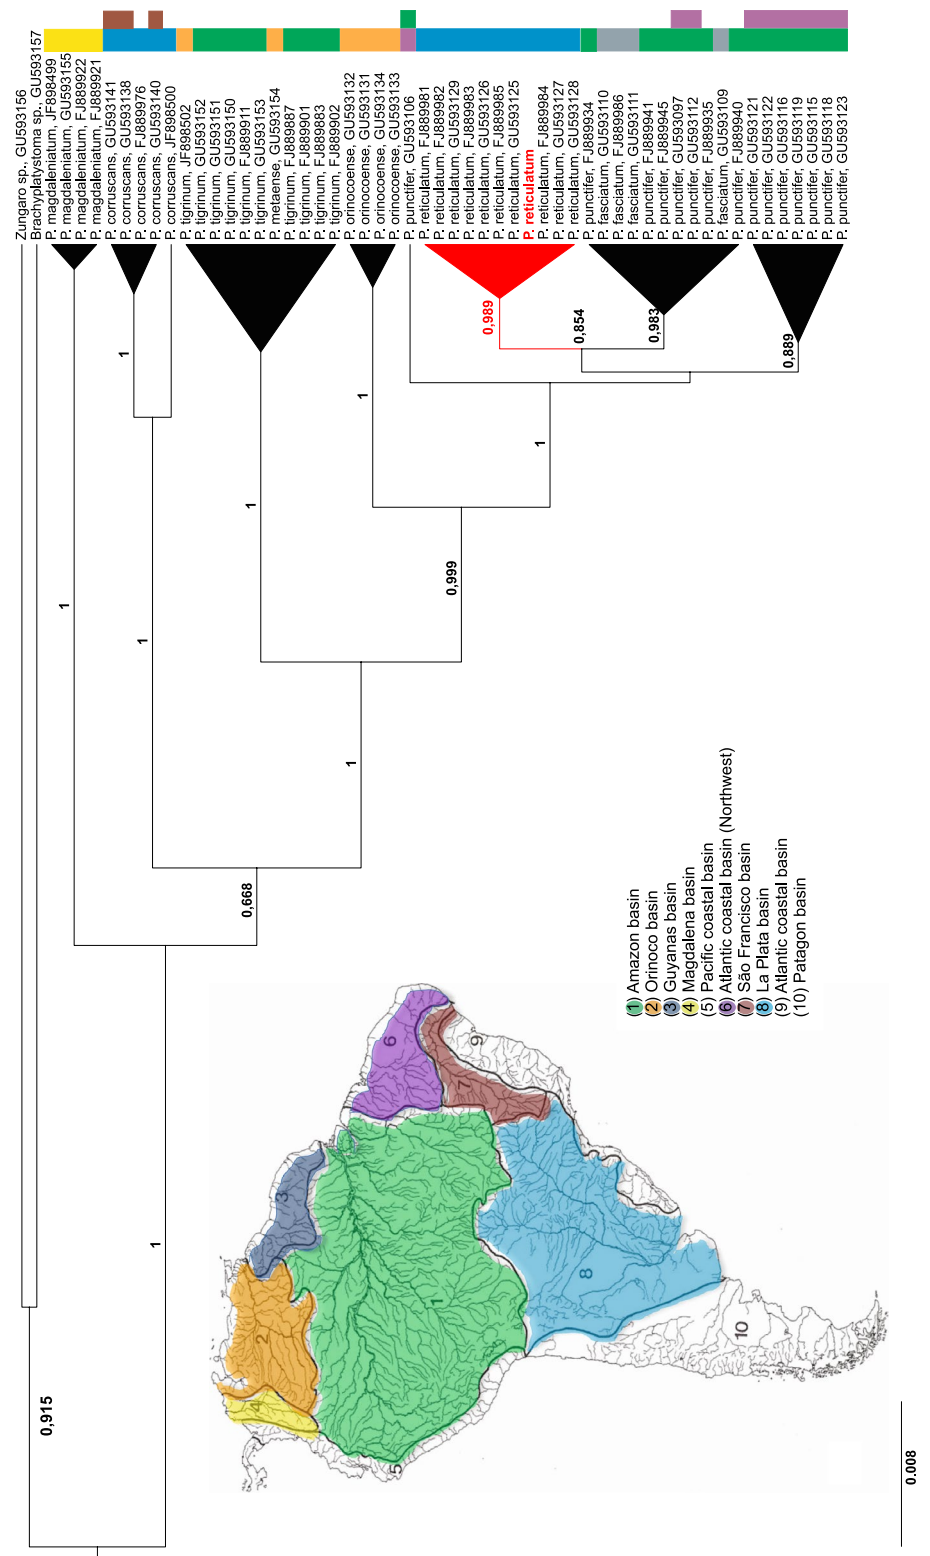 Zungaro sp., GU593156
Brachyplatystoma sp., GU593157
P. magdaleniatum, JF898499
P. magdaleniatum, GU593155
P. magdaleniatum, FJ889922
P. magdaleniatum, FJ889921
P. corruscans, GU593141
P. corruscans, GU593138
P. corruscans, FJ889976
P. corruscans, GU593140
P. corruscans, JF898500
P. tigrinum, JF898502
P. tigrinum, GU593152
P. tigrinum, GU593151
P. tigrinum, GU593150
P. tigrinum, FJ889911
P. tigrinum, GU593153
P. metaense, GU593154
P. tigrinum, FJ889887
P. tigrinum, FJ889901
P. tigrinum, FJ889883
P. tigrinum, FJ889902
P. orinocoense, GU593132
P. orinocoense, GU593131
P. orinocoense, GU593134
P. orinocoense, GU593133
P. punctifer, GU593106
P. reticulatum, FJ889981
P. reticulatum, FJ889982
P. reticulatum, GU593129
P. reticulatum, FJ889983
P. reticulatum, GU593126
P. reticulatum, FJ889985
P. reticulatum, GU593125
P. reticulatum
P. reticulatum, FJ889984
P. reticulatum, GU593127
P. reticulatum, GU593128
P. punctifer, FJ889934
P. fasciatum, GU593110
P. fasciatum, FJ889986
P. fasciatum, GU593111
P. punctifer, FJ889941
P. punctifer, FJ889945
P. punctifer, GU593097
P. punctifer, GU593112
P. punctifer, FJ889935
P. fasciatum, GU593109
P. punctifer, FJ889940
P. punctifer, GU593121
P. punctifer, GU593122
P. punctifer, GU593116
P. punctifer, GU593119
P. punctifer, GU593115
P. punctifer, GU593118
P. punctifer, GU593123
0,989
0,854
0,983
0,889
1
1
1
1
1
0,999
1
1
1
0,668
1
0,915
(1) Amazon basin
(2) Orinoco basin
(3) Guyanas basin
(4) Magdalena basin
(5) Pacific coastal basin
(6) Atlantic coastal basin (Northwest)
(7) São Francisco basin
(8) La Plata basin
(9) Atlantic coastal basin
(10) Patagon basin
1
2
3
4
5
6
7
8
9
10
0.008